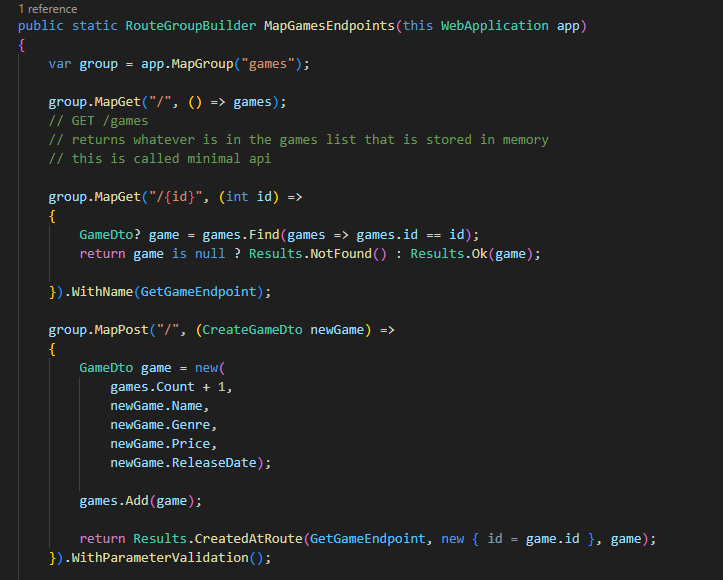 1 reference
public static RouteGroupBuilder MapGamesEndpoints(this WebApplication app)
{
    var group = app.MapGroup("games");

    group.MapGet("/", () => games);
    // GET /games
    // returns whatever is in the games list that is stored in memory
    // this is called minimal api

    group.MapGet("/{id}", (int id) =>
    {
        GameDto? game = games.Find(games => games.id == id);
        return game is null ? Results.NotFound() : Results.Ok(game);

    }).WithName(GetGameEndpoint);

    group.MapPost("/", (CreateGameDto newGame) =>
    {
        GameDto game = new(
            games.Count + 1,
            newGame.Name,
            newGame.Genre,
            newGame.Price,
            newGame.ReleaseDate);

        games.Add(game);

        return Results.CreatedAtRoute(GetGameEndpoint, new { id = game.id }, game);
    }).WithParameterValidation();